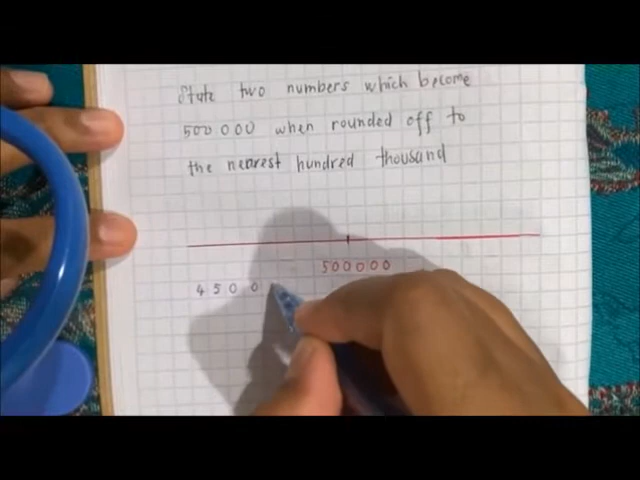 State two numbers which become
500 000 when rounded off to
the nearest hundred thousand
500000
4500